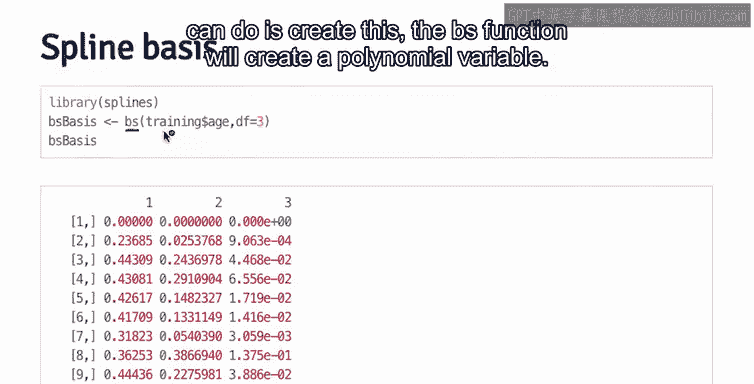 can do is create this, the bs function
will create a polynomial variable.
Spline basis
library(splines)
bsBasis <- bs(training$age,df=3)
bsBasis
1 2 3
[1,] 0.00000 0.0000000 0.000e+00
[2,] 0.23685 0.0253768 9.063e-04
[3,] 0.44309 0.2436978 4.468e-02
[4,] 0.43081 0.2910904 6.556e-02
[5,] 0.42617 0.1482327 1.719e-02
[6,] 0.41709 0.1331149 1.416e-02
[7,] 0.31823 0.0540390 3.059e-03
[8,] 0.36253 0.3866940 1.375e-01
[9,] 0.44436 0.2275981 3.886e-02